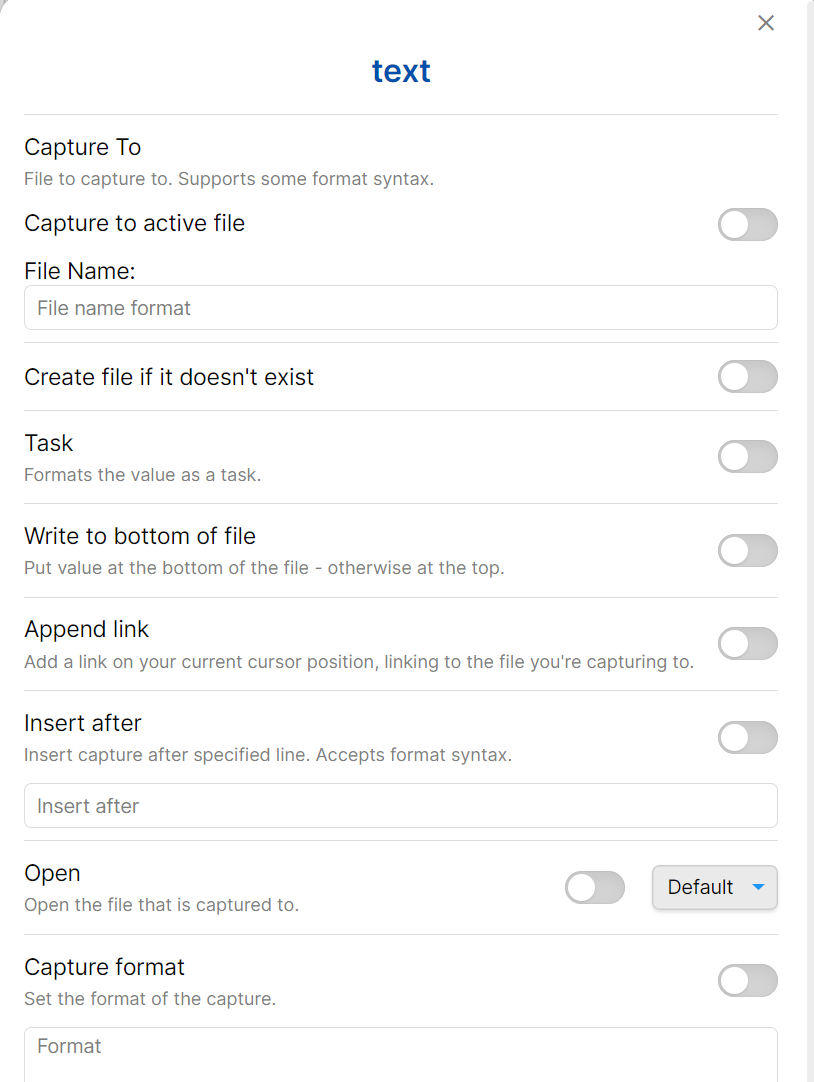 text
Capture To
File to capture to. Supports some format syntax.
Capture to active file
File Name:
File name format
Create file if it doesn't exist
Task
Formats the value as a task.
Write to bottom of file
Put value at the bottom of the file - otherwise at the top.
Append link
Add a link on your current cursor position, linking to the file you're capturing to.
Insert after
Insert capture after specified line. Accepts format syntax.
Insert after
Open
Default
Open the file that is captured to.
Capture format
Set the format of the capture.
Format